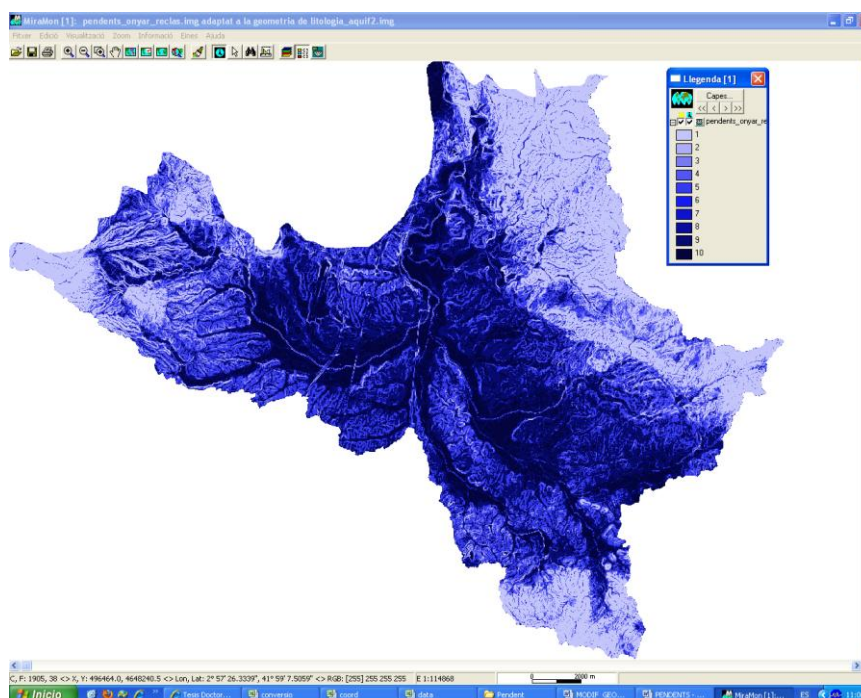 MiraMon [1]: pendents_onyar_reclas.img adaptat a la geometria de litologia_aquif2.img
Fitxer Edició Visualització Zoom Informació Eines Ajuda
Llegenda [1]
Capes...
<< < > >>
pendents_onyar_re
1
2
3
4
5
6
7
8
9
10
C, F: 1905, 38 <> X, Y: 496464.0, 4648240.5 <> Lon, Lat: 2° 57' 26.3339", 41° 59' 7.5059" <> RGB: [255] 255 255 255 E 1:114868 0 2000 m
Inicio Tesis Doctor... conversio coord data Pendent MODIF_GEO... PENDENTS - ... MiraMon [1]:... ES